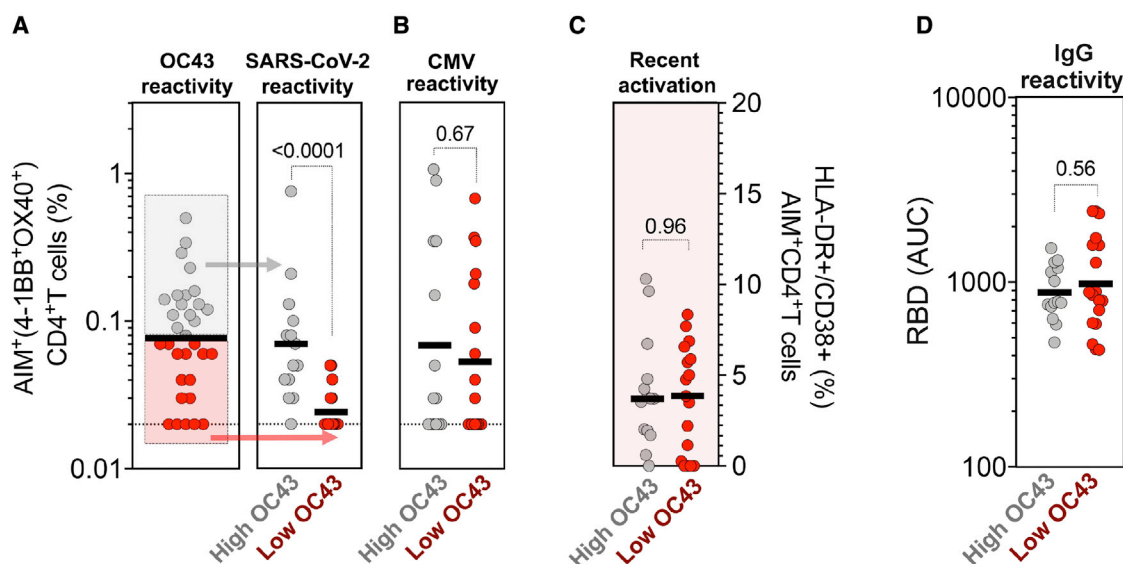 A
OC43
reactivity
SARS-CoV-2
reactivity
AIM⁺(4-1BB⁺OX40⁺)
CD4⁺T cells (%)
1
0.1
0.01
<0.0001
High OC43
Low OC43
B
CMV
reactivity
0.67
High OC43
Low OC43
C
Recent
activation
0.96
20
15
10
5
0
HLA-DR+/CD38+ (%)
AIM⁺CD4⁺T cells
High OC43
Low OC43
D
IgG
reactivity
RBD (AUC)
10000
1000
100
0.56
High OC43
Low OC43